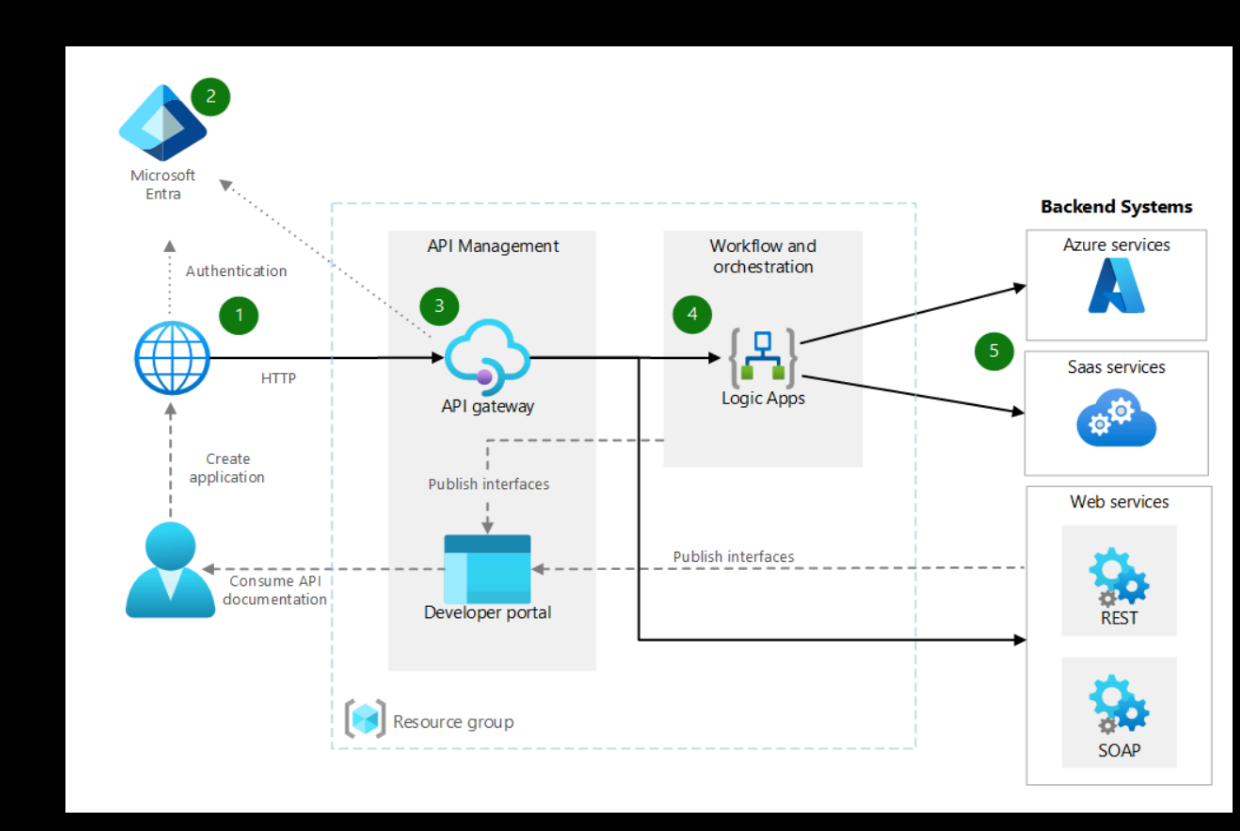 2
Microsoft
Entra
Authentication
1
HTTP
Create
application
Consume API
documentation
API Management
3
API gateway
Publish interfaces
Developer portal
Resource group
Workflow and
orchestration
4
Logic Apps
Publish interfaces
Backend Systems
Azure services
5
Saas services
Web services
REST
SOAP